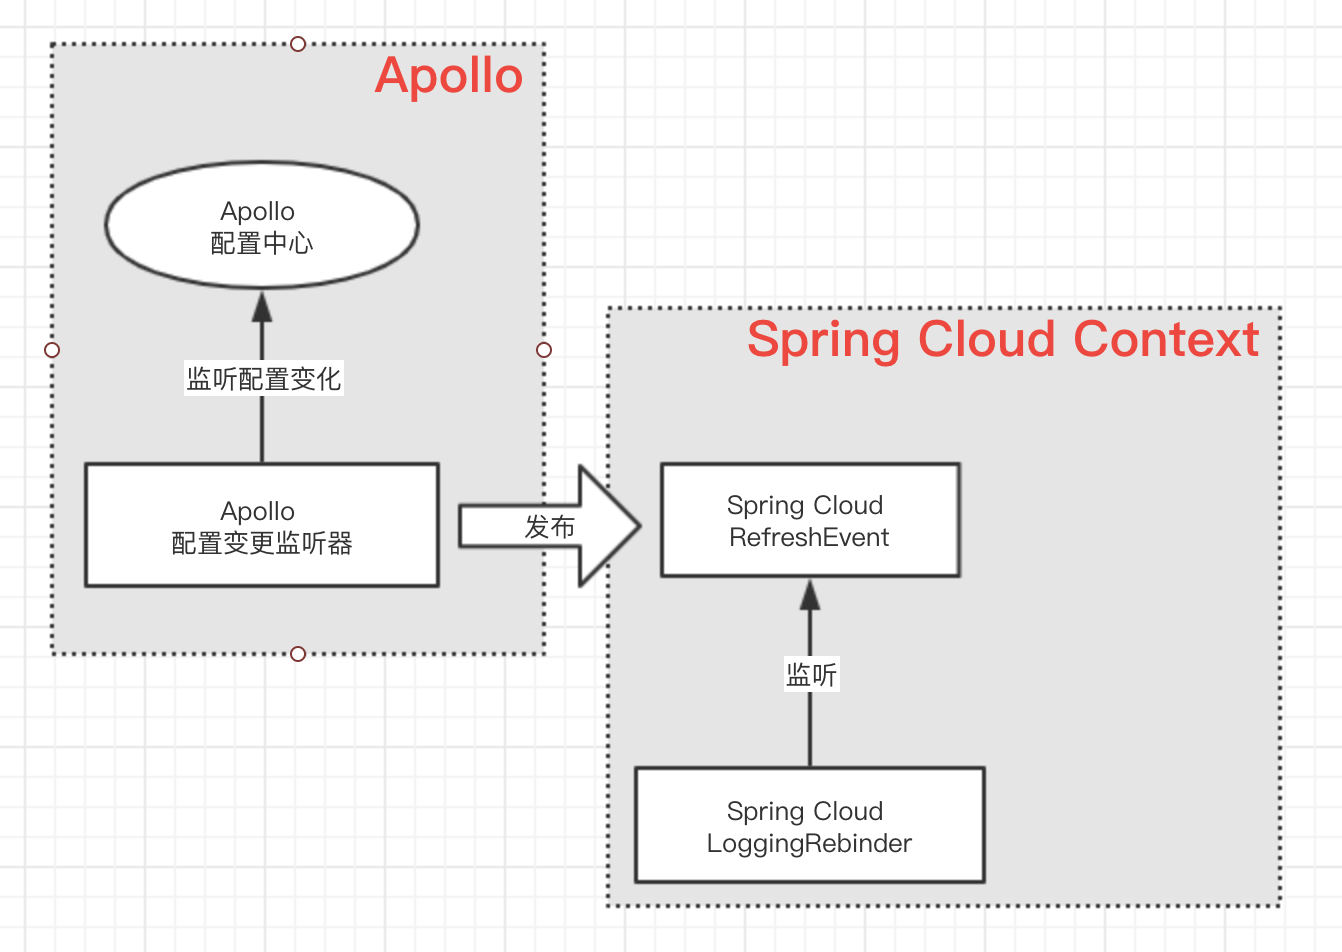 Apollo
Apollo
配置中心
监听配置变化
Apollo
配置变更监听器
发布
Spring Cloud Context
Spring Cloud
RefreshEvent
监听
Spring Cloud
LoggingRebinder